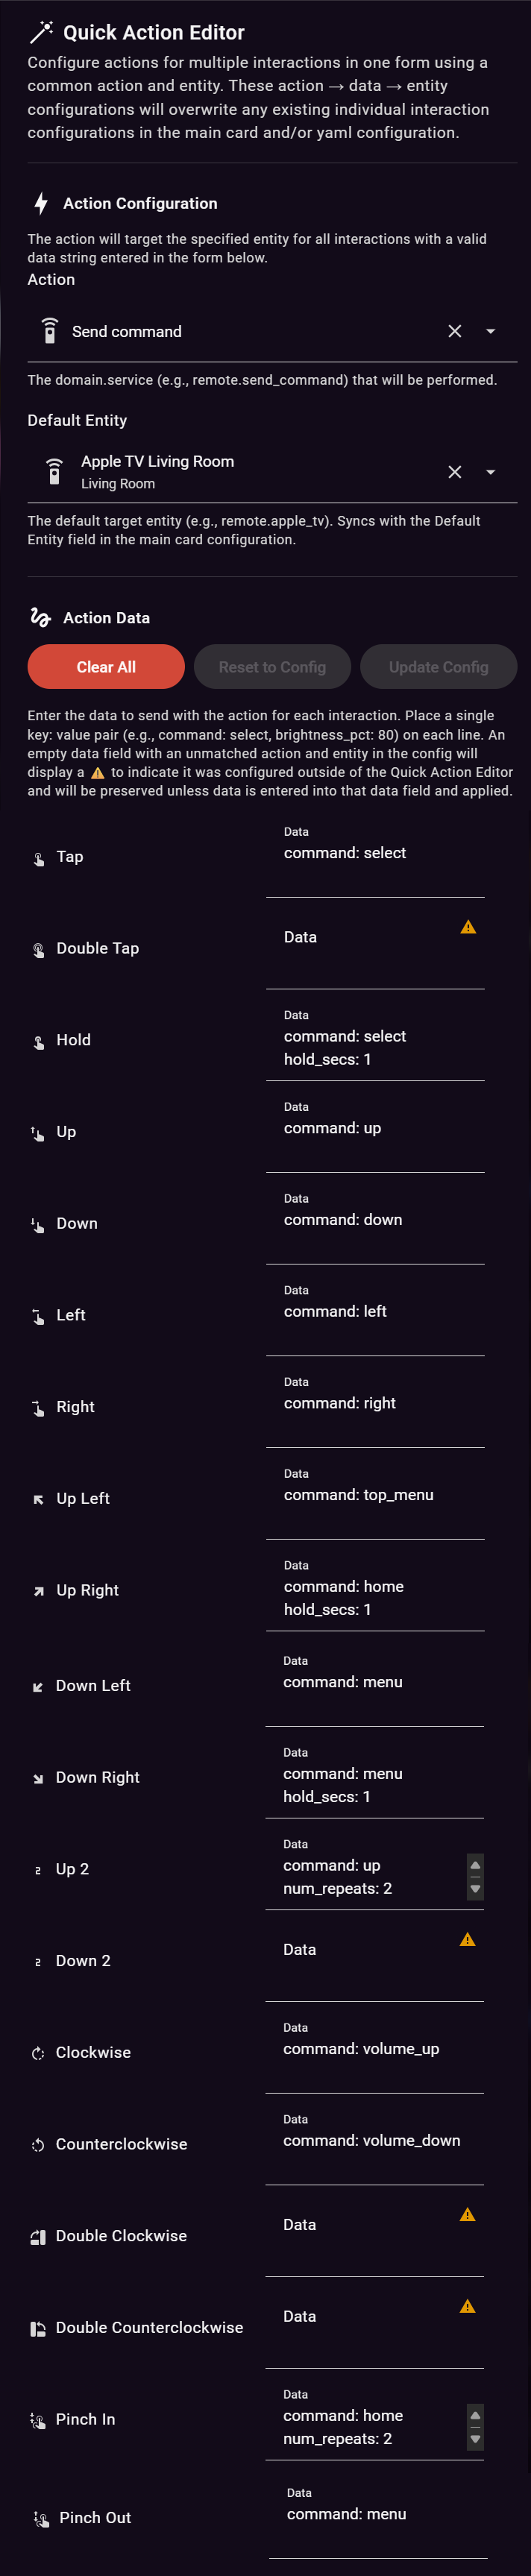 Quick Action Editor
Configure actions for multiple interactions in one form using a
common action and entity. These action → data → entity
configurations will overwrite any existing individual interaction
configurations in the main card and/or yaml configuration.
Action Configuration
The action will target the specified entity for all interactions with a valid
data string entered in the form below.
Action
Send command
The domain.service (e.g., remote.send_command) that will be performed.
Default Entity
Apple TV Living Room
Living Room
The default target entity (e.g., remote.apple_tv). Syncs with the Default
Entity field in the main card configuration.
Action Data
Clear All
Reset to Config
Update Config
Enter the data to send with the action for each interaction. Place a single
key: value pair (e.g., command: select, brightness_pct: 80) on each line. An
empty data field with an unmatched action and entity in the config will
display a ⚠ to indicate it was configured outside of the Quick Action Editor
and will be preserved unless data is entered into that data field and applied.
Tap
Data
command: select
Double Tap
Data
Hold
Data
command: select
hold_secs: 1
Up
Data
command: up
Down
Data
command: down
Left
Data
command: left
Right
Data
command: right
Up Left
Data
command: top_menu
Up Right
Data
command: home
hold_secs: 1
Down Left
Data
command: menu
Down Right
Data
command: menu
hold_secs: 1
2
Up 2
Data
command: up
num_repeats: 2
2
Down 2
Data
Clockwise
Data
command: volume_up
Counterclockwise
Data
command: volume_down
Double Clockwise
Data
Double Counterclockwise
Data
Pinch In
Data
command: home
num_repeats: 2
Pinch Out
Data
command: menu